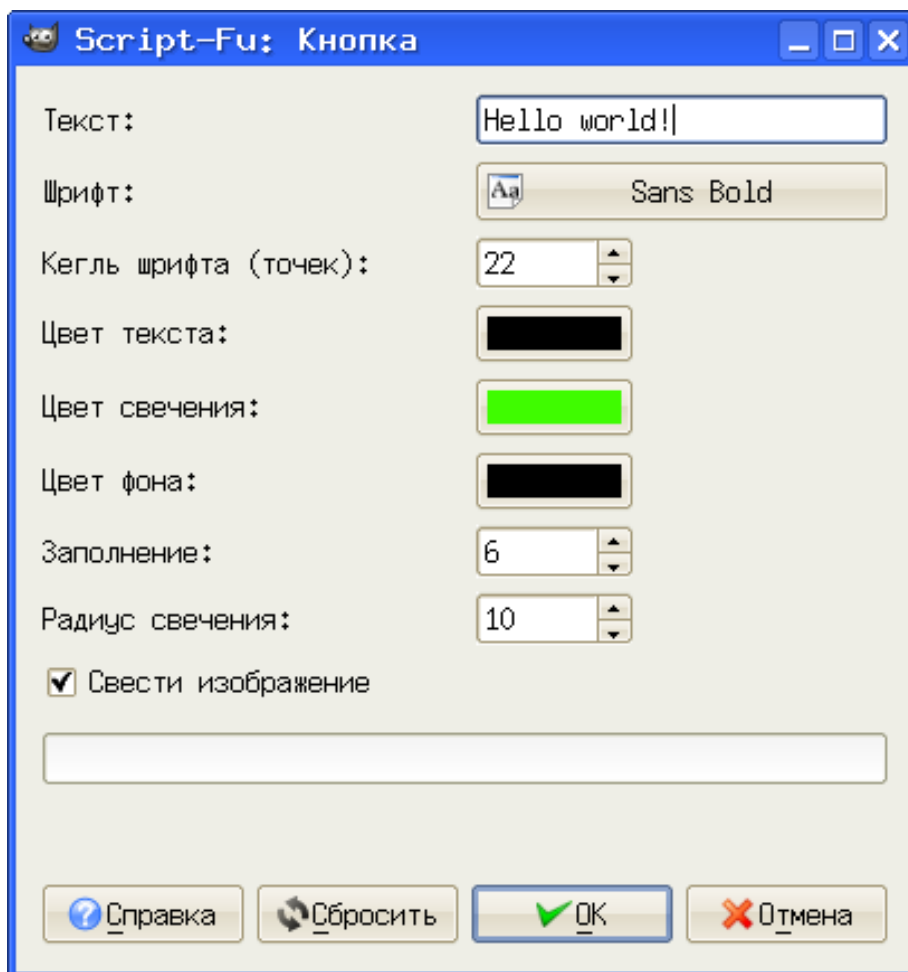 Script-Fu: Кнопка
Текст: Hello world!
Шрифт: Sans Bold
Кегль шрифта (точек): 22
Цвет текста:
Цвет свечения:
Цвет фона:
Заполнение: 6
Радиус свечения: 10
Свести изображение
Справка Сбросить OK Отмена